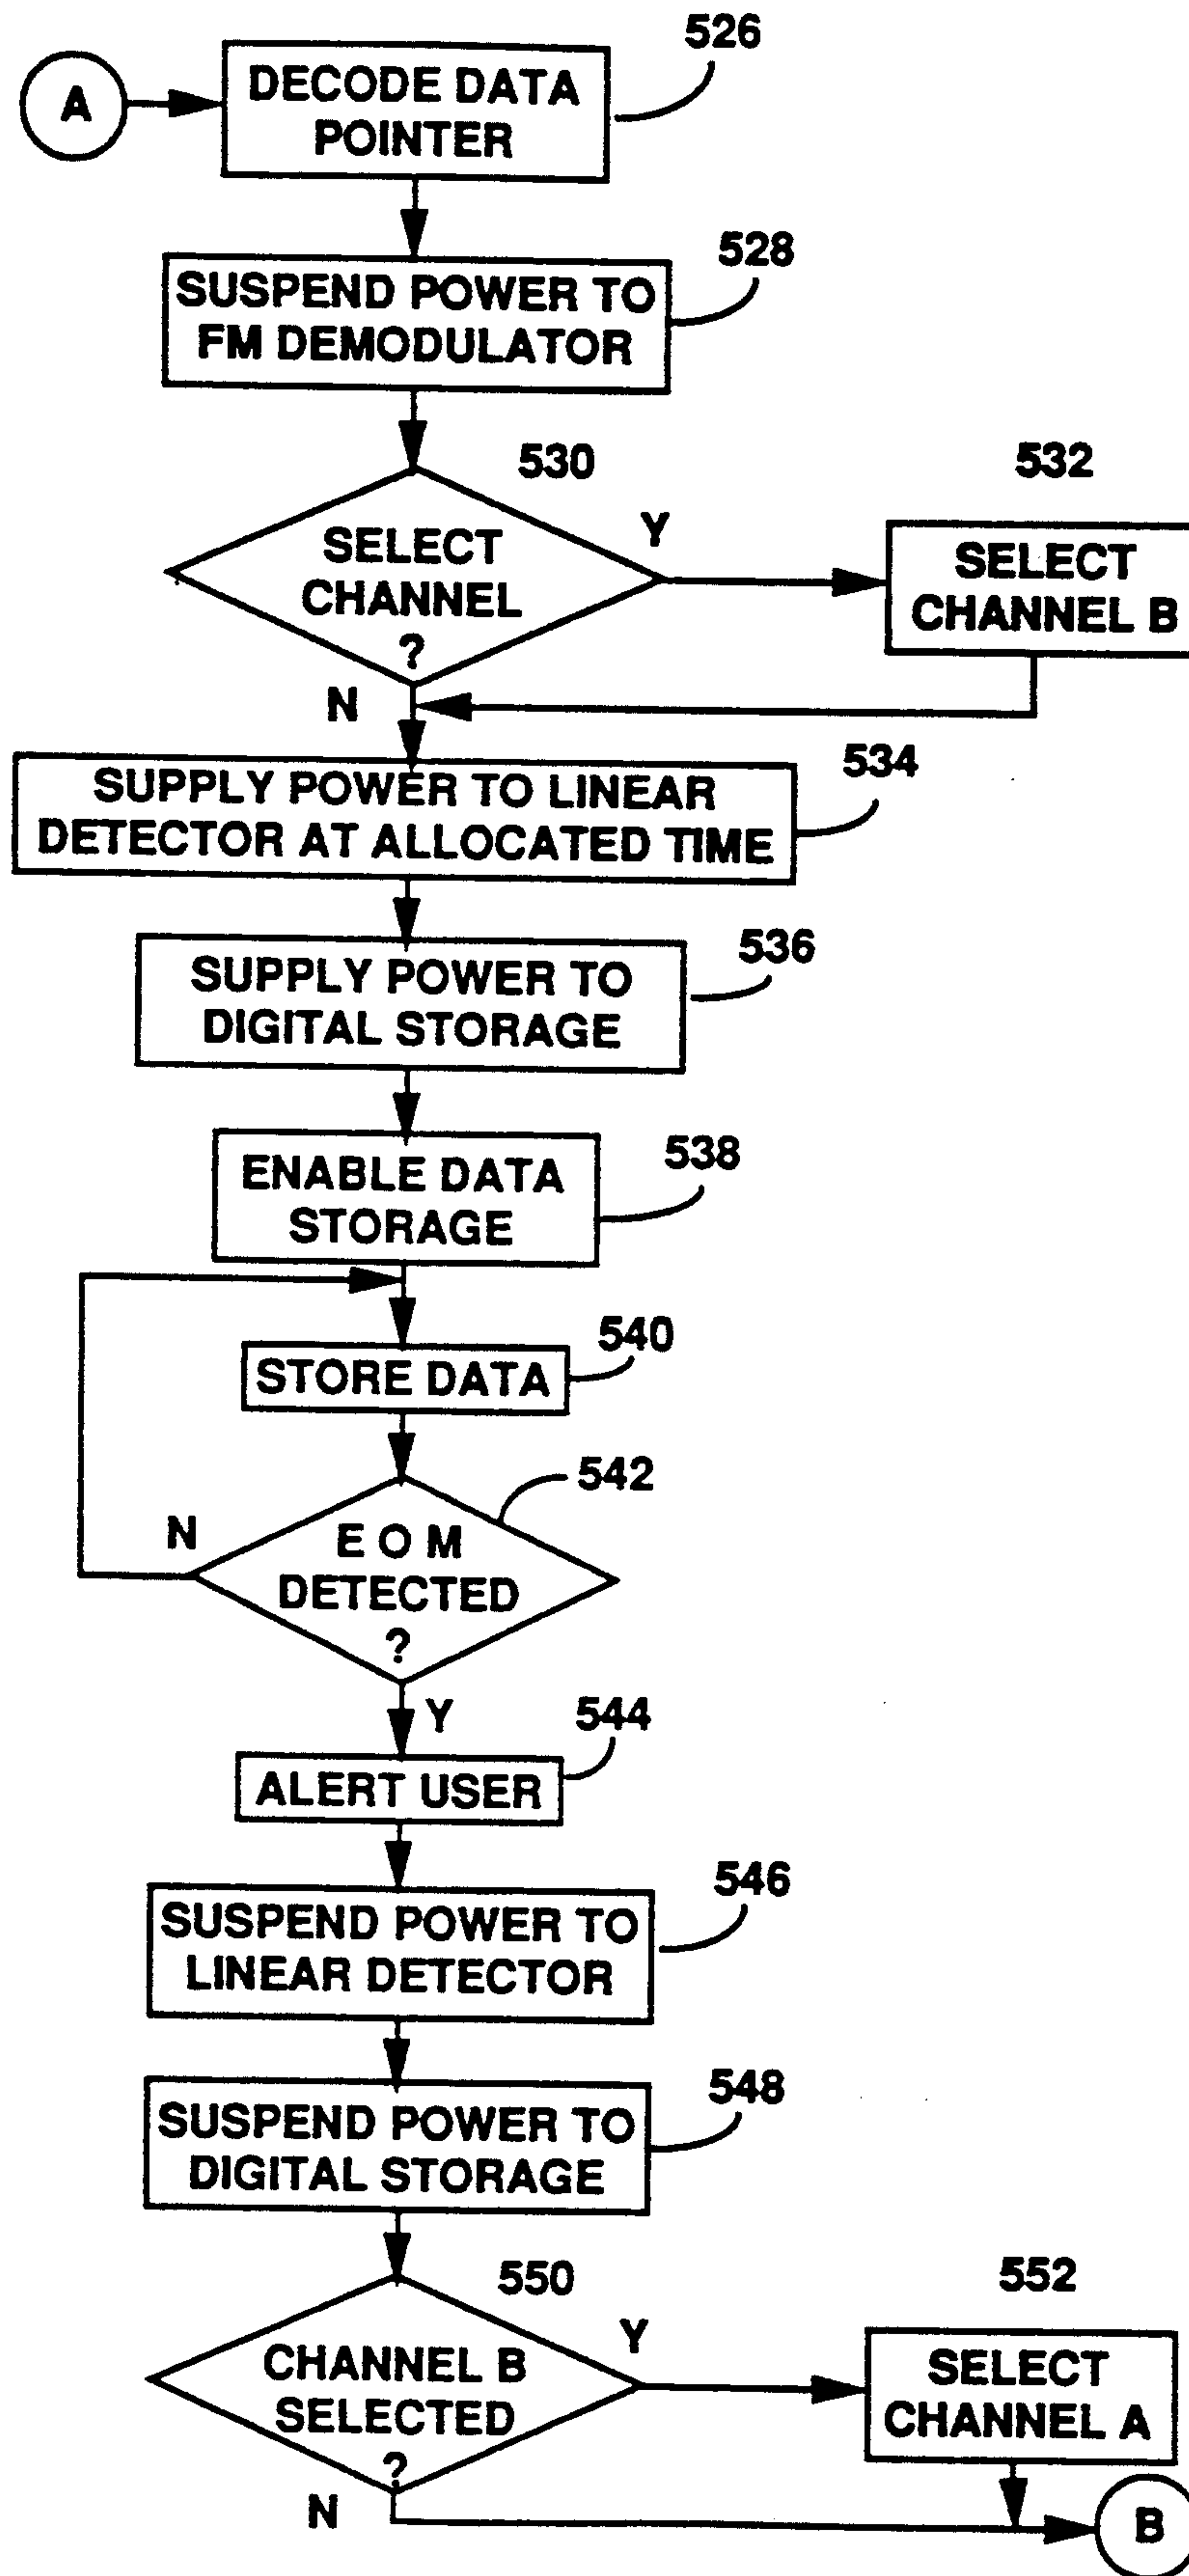 526
A
DECODE DATA
POINTER
528
SUSPEND POWER TO
FM DEMODULATOR
530
532
SELECT
CHANNEL
?
Y
SELECT
CHANNEL B
N
534
SUPPLY POWER TO LINEAR
DETECTOR AT ALLOCATED TIME
536
SUPPLY POWER TO
DIGITAL STORAGE
538
ENABLE DATA
STORAGE
540
STORE DATA
542
N
E O M
DETECTED
?
Y
544
ALERT USER
546
SUSPEND POWER TO
LINEAR DETECTOR
548
SUSPEND POWER TO
DIGITAL STORAGE
550
552
CHANNEL B
SELECTED
?
Y
SELECT
CHANNEL A
N
B